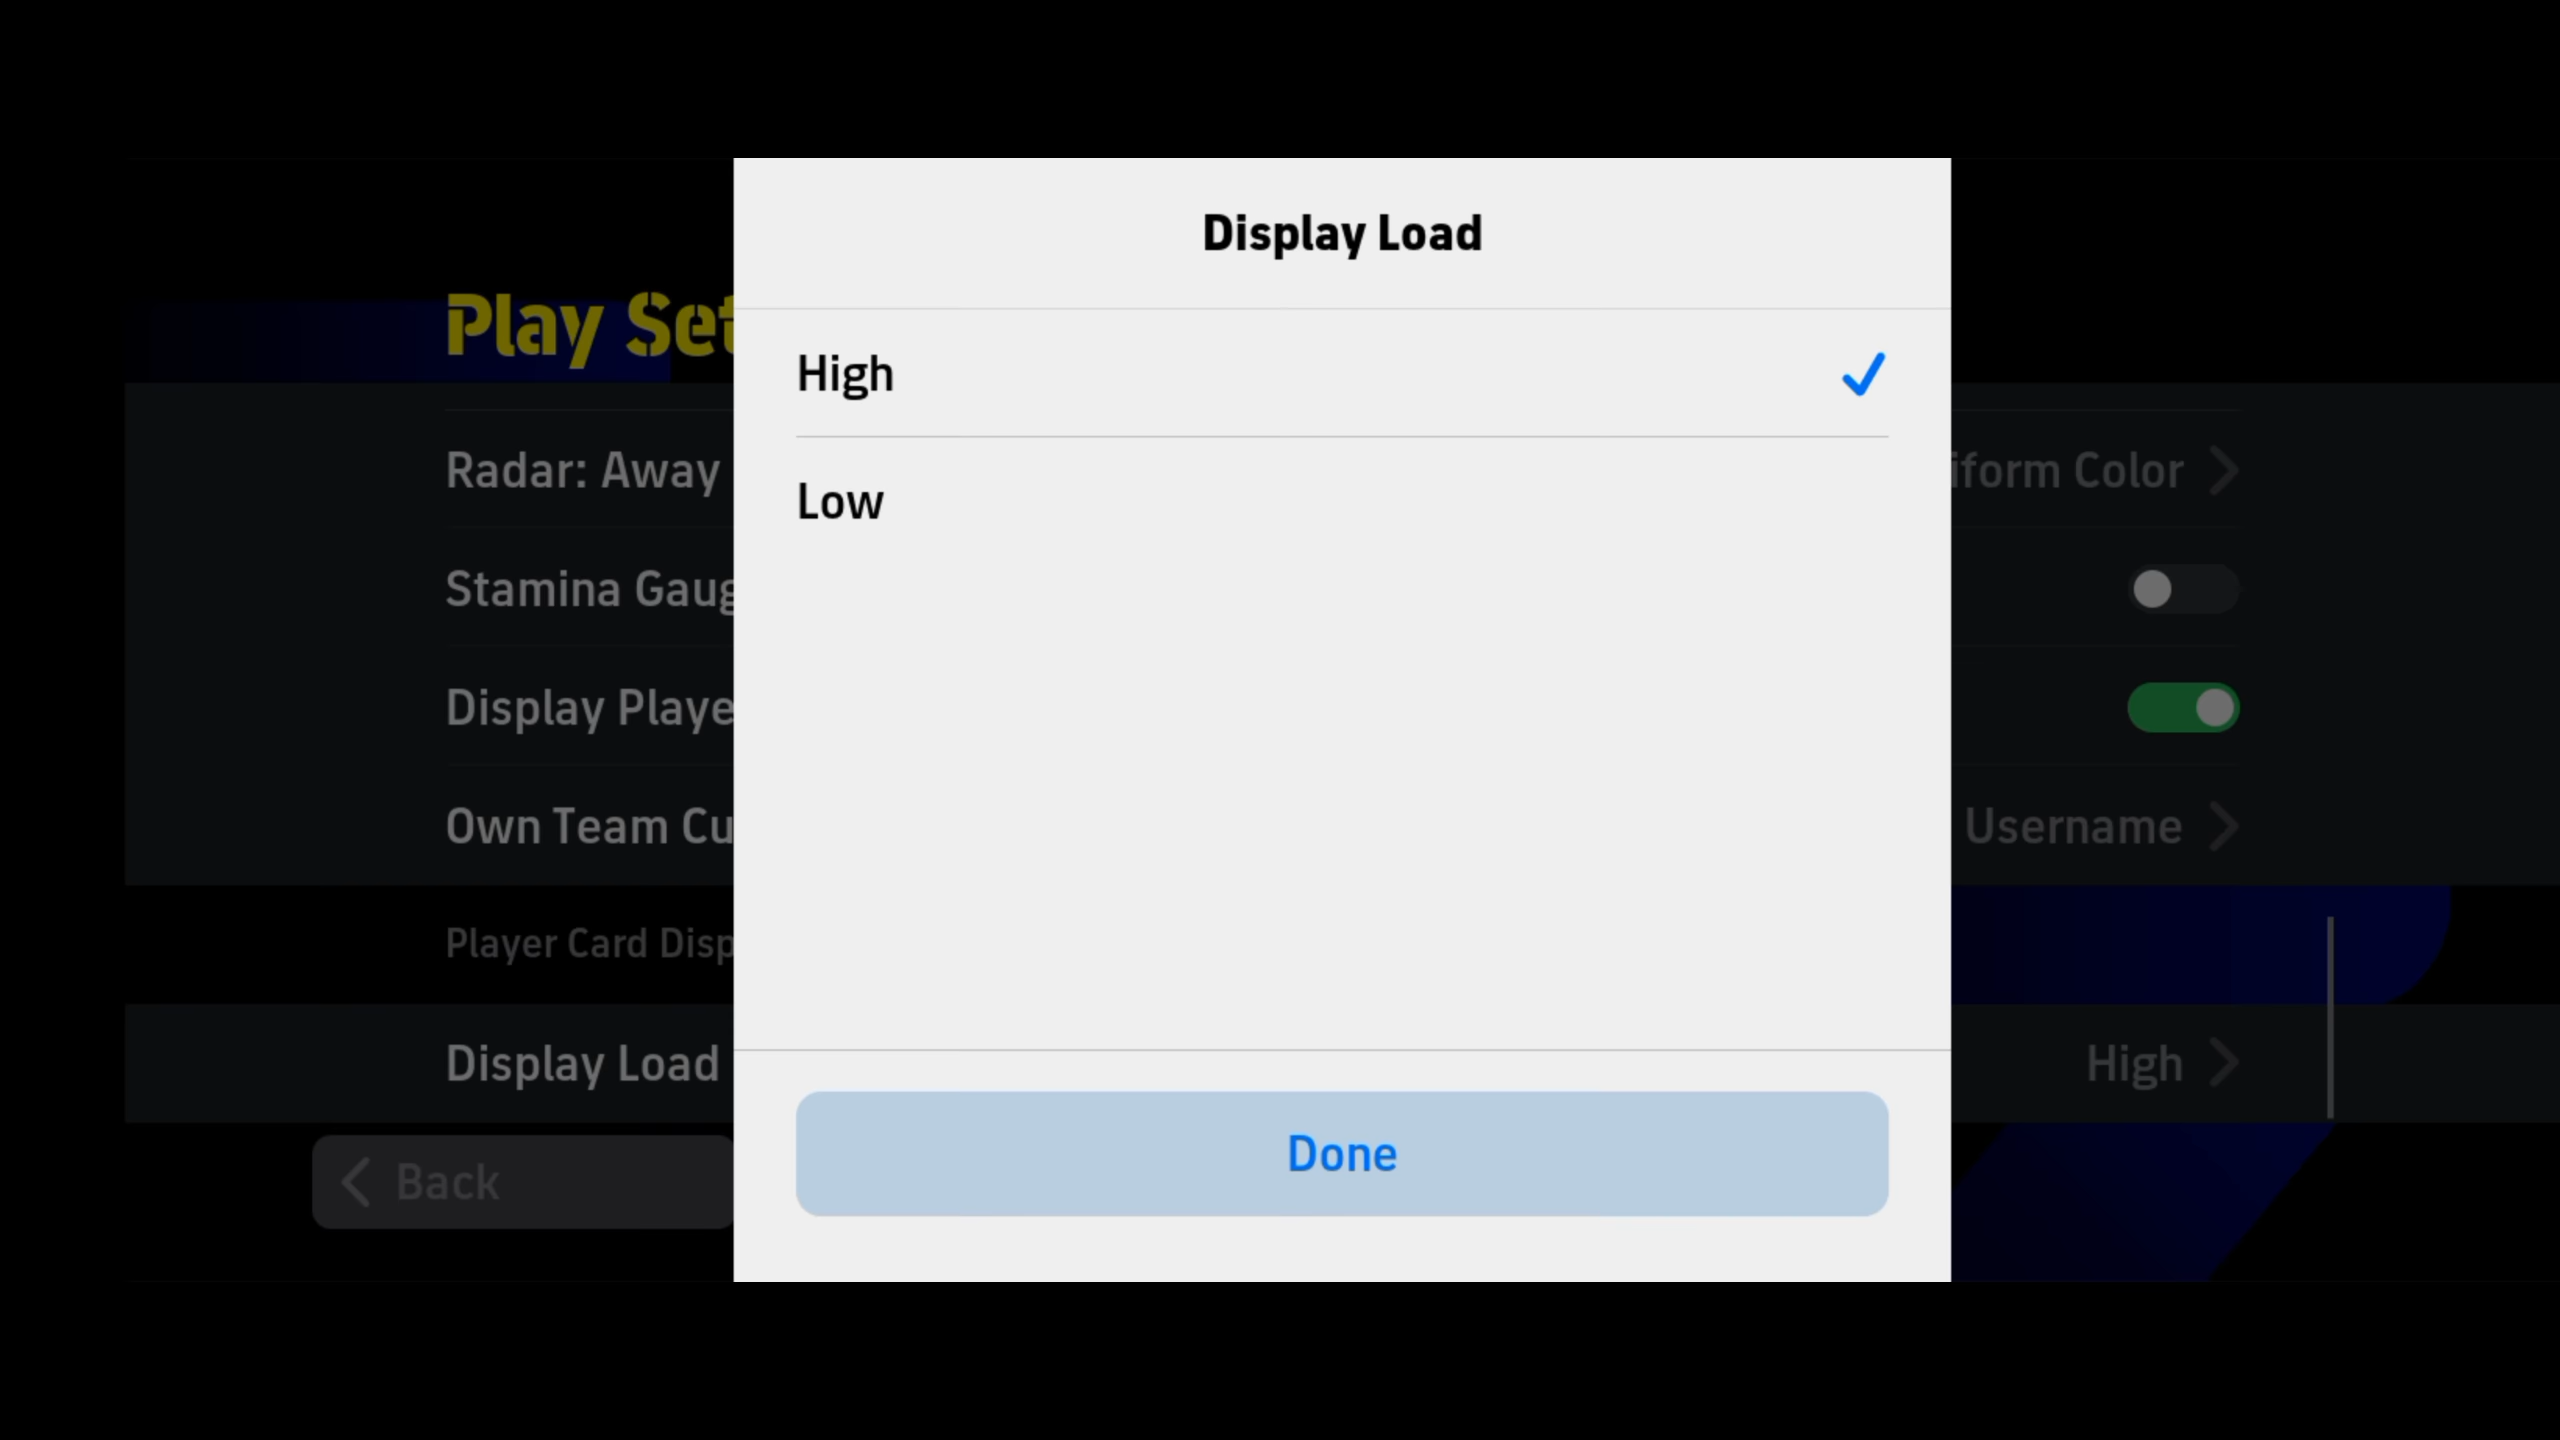 Display Load
High
Low
Done
Play Set
Radar: Away
iform Color
Stamina Gaug
Display Playe
Own Team Cu
Username
Player Card Disp
Display Load
High
Back